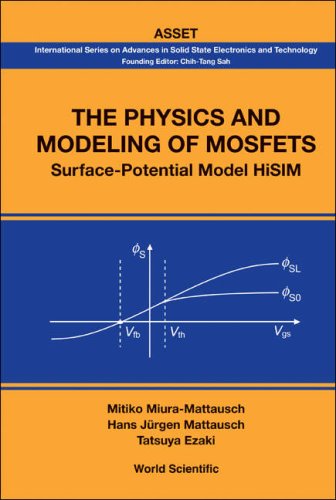 ASSET
International Series on Advances in Solid State Electronics and Technology
Founding Editor: Chih-Tang Sah
THE PHYSICS AND
MODELING OF MOSFETS
Surface-Potential Model HiSIM
ϕS
ϕSL
ϕS0
Vfb
Vth
Vgs
Mitiko Miura-Mattausch
Hans Jürgen Mattausch
Tatsuya Ezaki
World Scientific